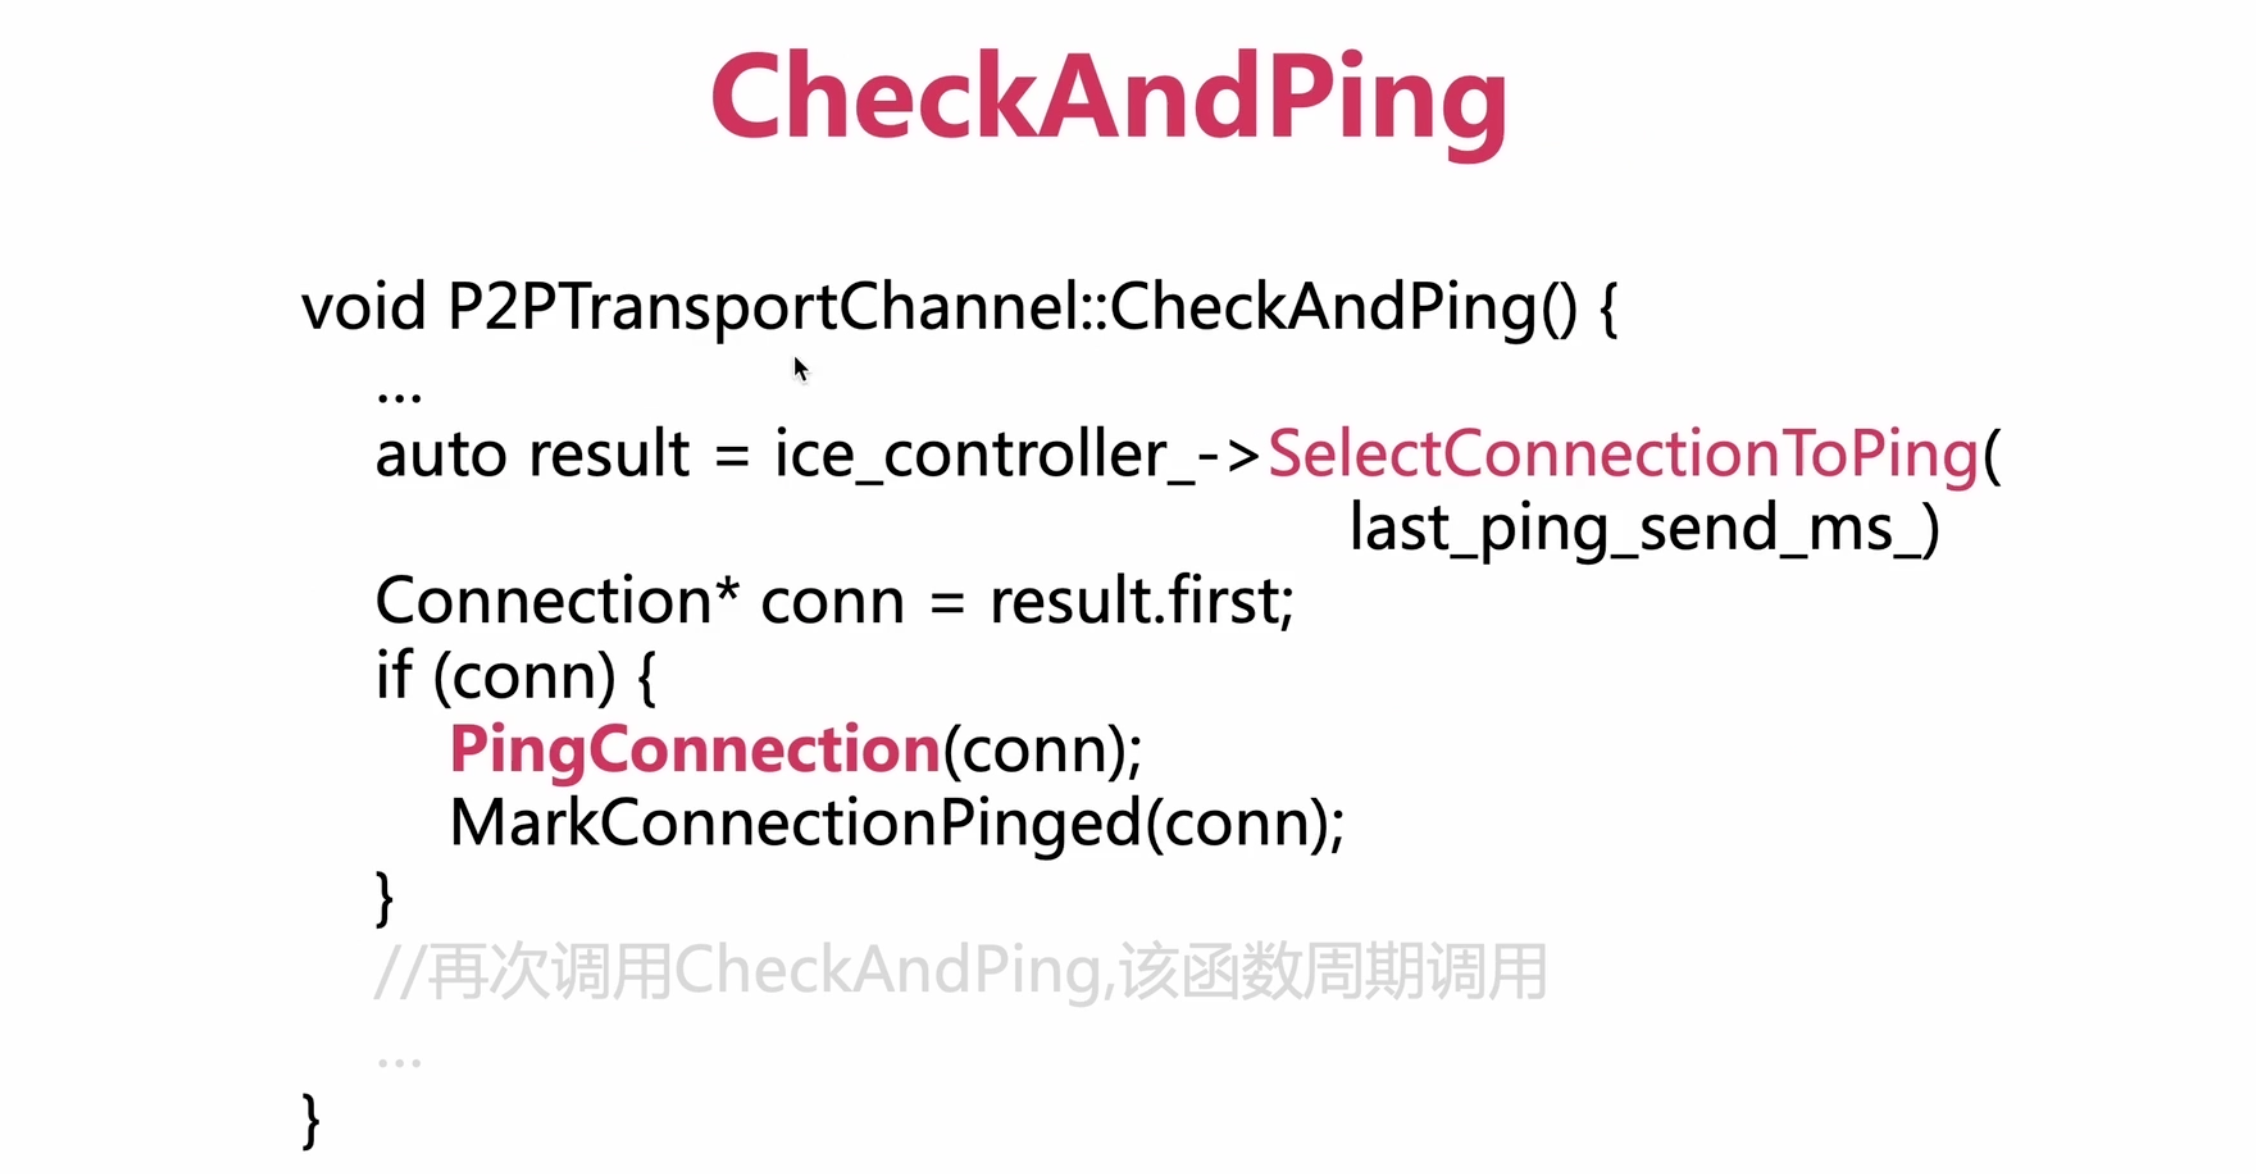 CheckAndPing
void P2PTransportChannel::CheckAndPing() {
...
auto result = ice_controller_->SelectConnectionToPing(
last_ping_send_ms_)
Connection* conn = result.first;
if (conn) {
PingConnection(conn);
MarkConnectionPinged(conn);
}
//再次调用CheckAndPing,该函数周期调用
...
}